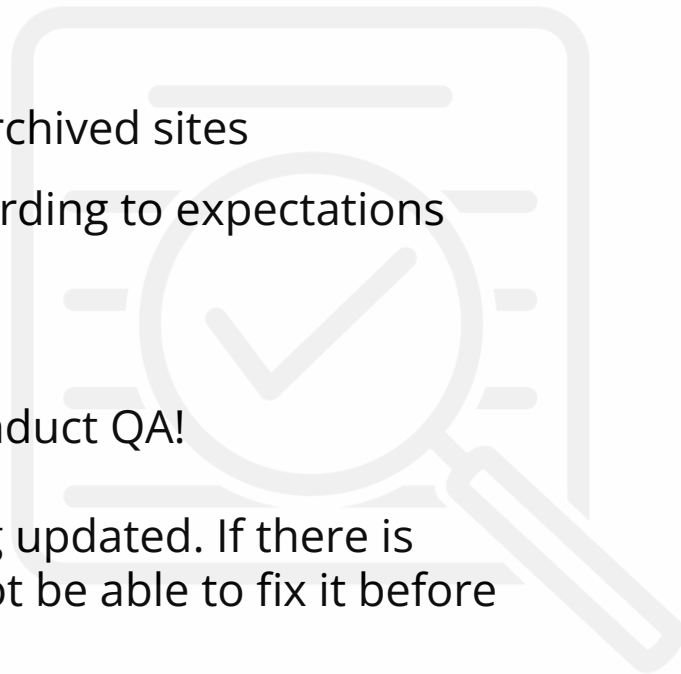 rchived sites
rding to expectations
nduct QA!
g updated. If there is
ot be able to fix it before